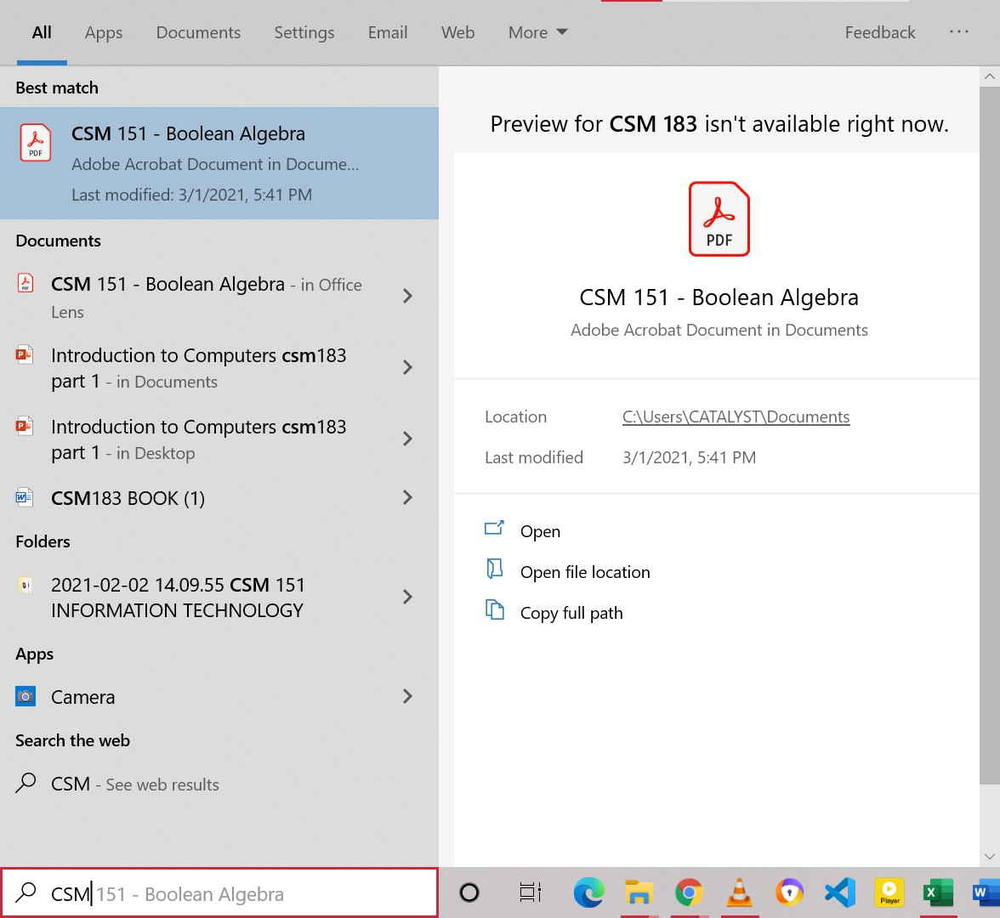 All Apps Documents Settings Email Web More Feedback ...
Best match
PDF
CSM 151 - Boolean Algebra
Adobe Acrobat Document in Docume...
Last modified: 3/1/2021, 5:41 PM
Documents
CSM 151 - Boolean Algebra - in Office
Lens
Introduction to Computers csm183
part 1 - in Documents
Introduction to Computers csm183
part 1 - in Desktop
CSM183 BOOK (1)
Folders
2021-02-02 14.09.55 CSM 151
INFORMATION TECHNOLOGY
Apps
Camera
Search the web
CSM - See web results
CSM 151 - Boolean Algebra
Preview for CSM 183 isn't available right now.
PDF
CSM 151 - Boolean Algebra
Adobe Acrobat Document in Documents
Location C:\Users\CATALYST\Documents
Last modified 3/1/2021, 5:41 PM
Open
Open file location
Copy full path
Player